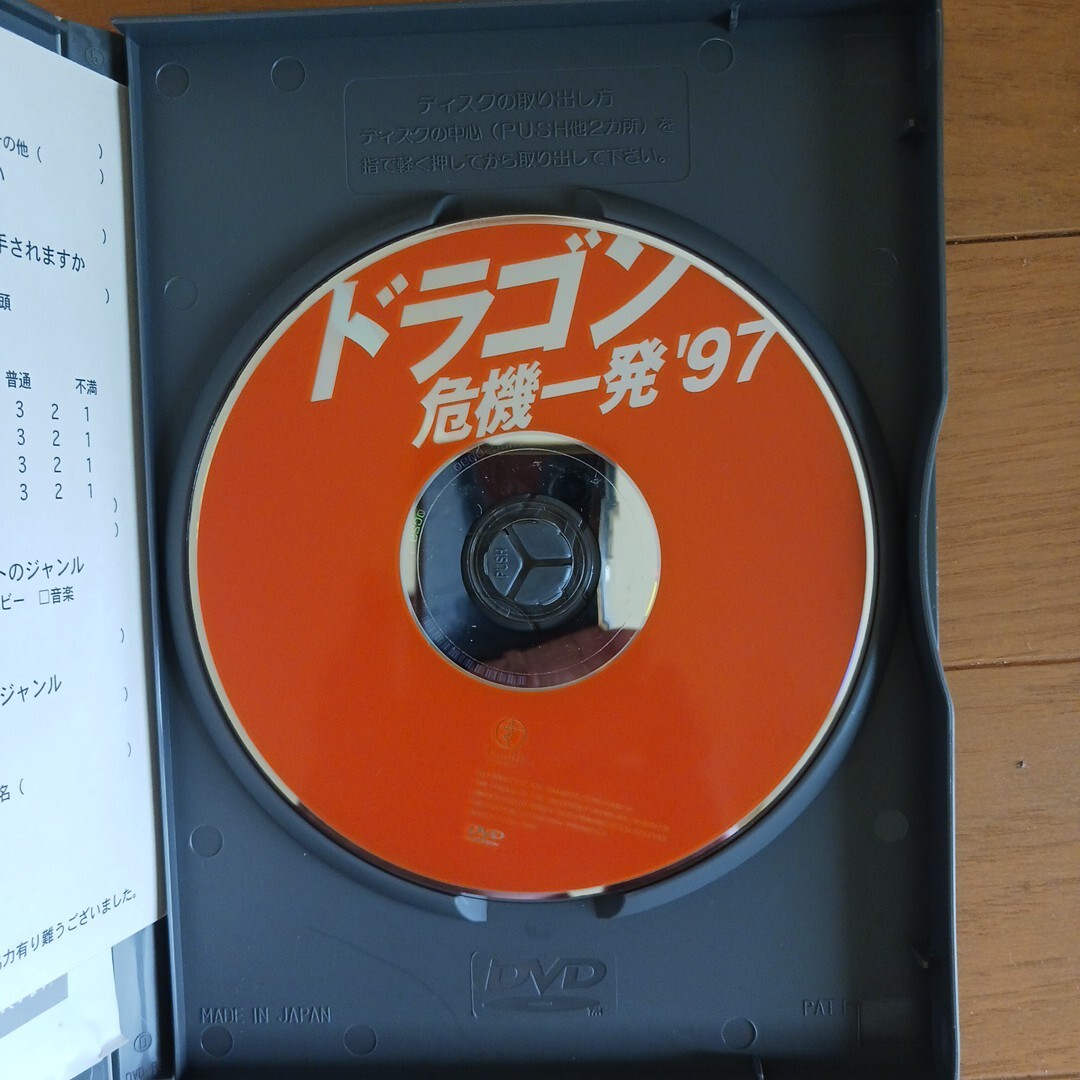 ディスクの取り出し方
ディスクの中心（PUSH他2カ所）を
指で軽く押してから取り出して下さい。
ドラゴン
危機一発 '97
PUSH
DVD
DVD
MADE IN JAPAN
PAT.
の他（　　　）
）
手されますか
）
頭　　　）
普通　不満
3 2 1
3 2 1
3 2 1
3 2 1
）
）
トのジャンル
ビー □音楽
）
ジャンル
）
）
名（
力有り難うございました。